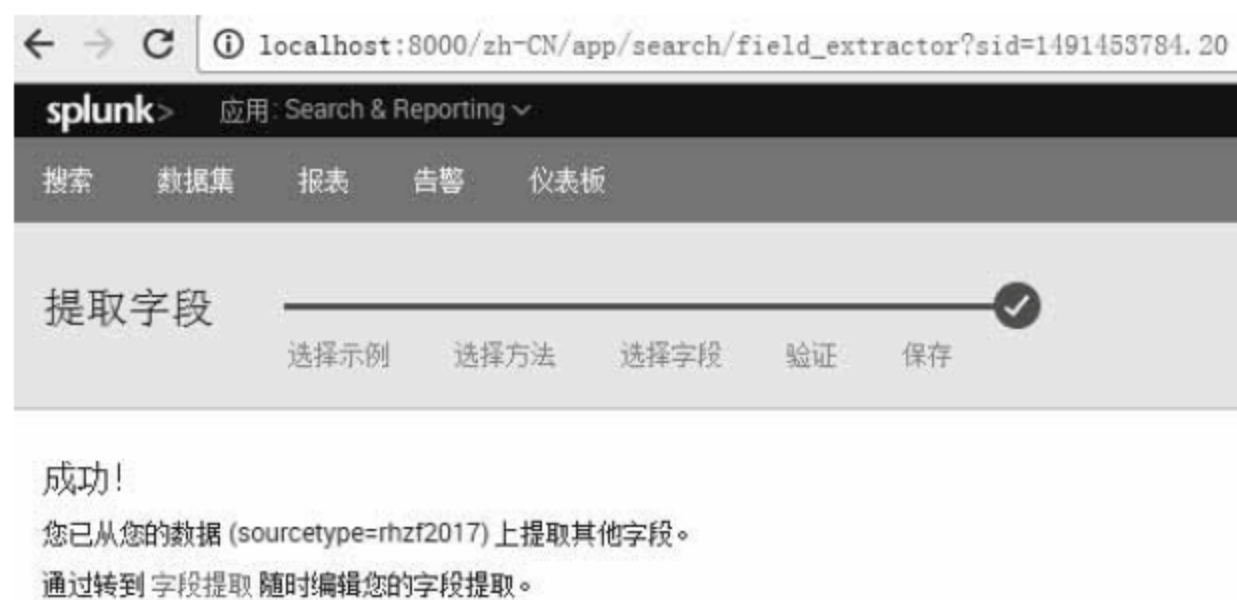 localhost:8000/zh-CN/app/search/field_extractor?sid=1491453784.20
splunk> 应用: Search & Reporting
搜索 数据集 报表 告警 仪表板
提取字段
选择示例 选择方法 选择字段 验证 保存
成功!
您已从您的数据 (sourcetype=rhzf2017) 上提取其他字段。
通过转到 字段提取 随时编辑您的字段提取。